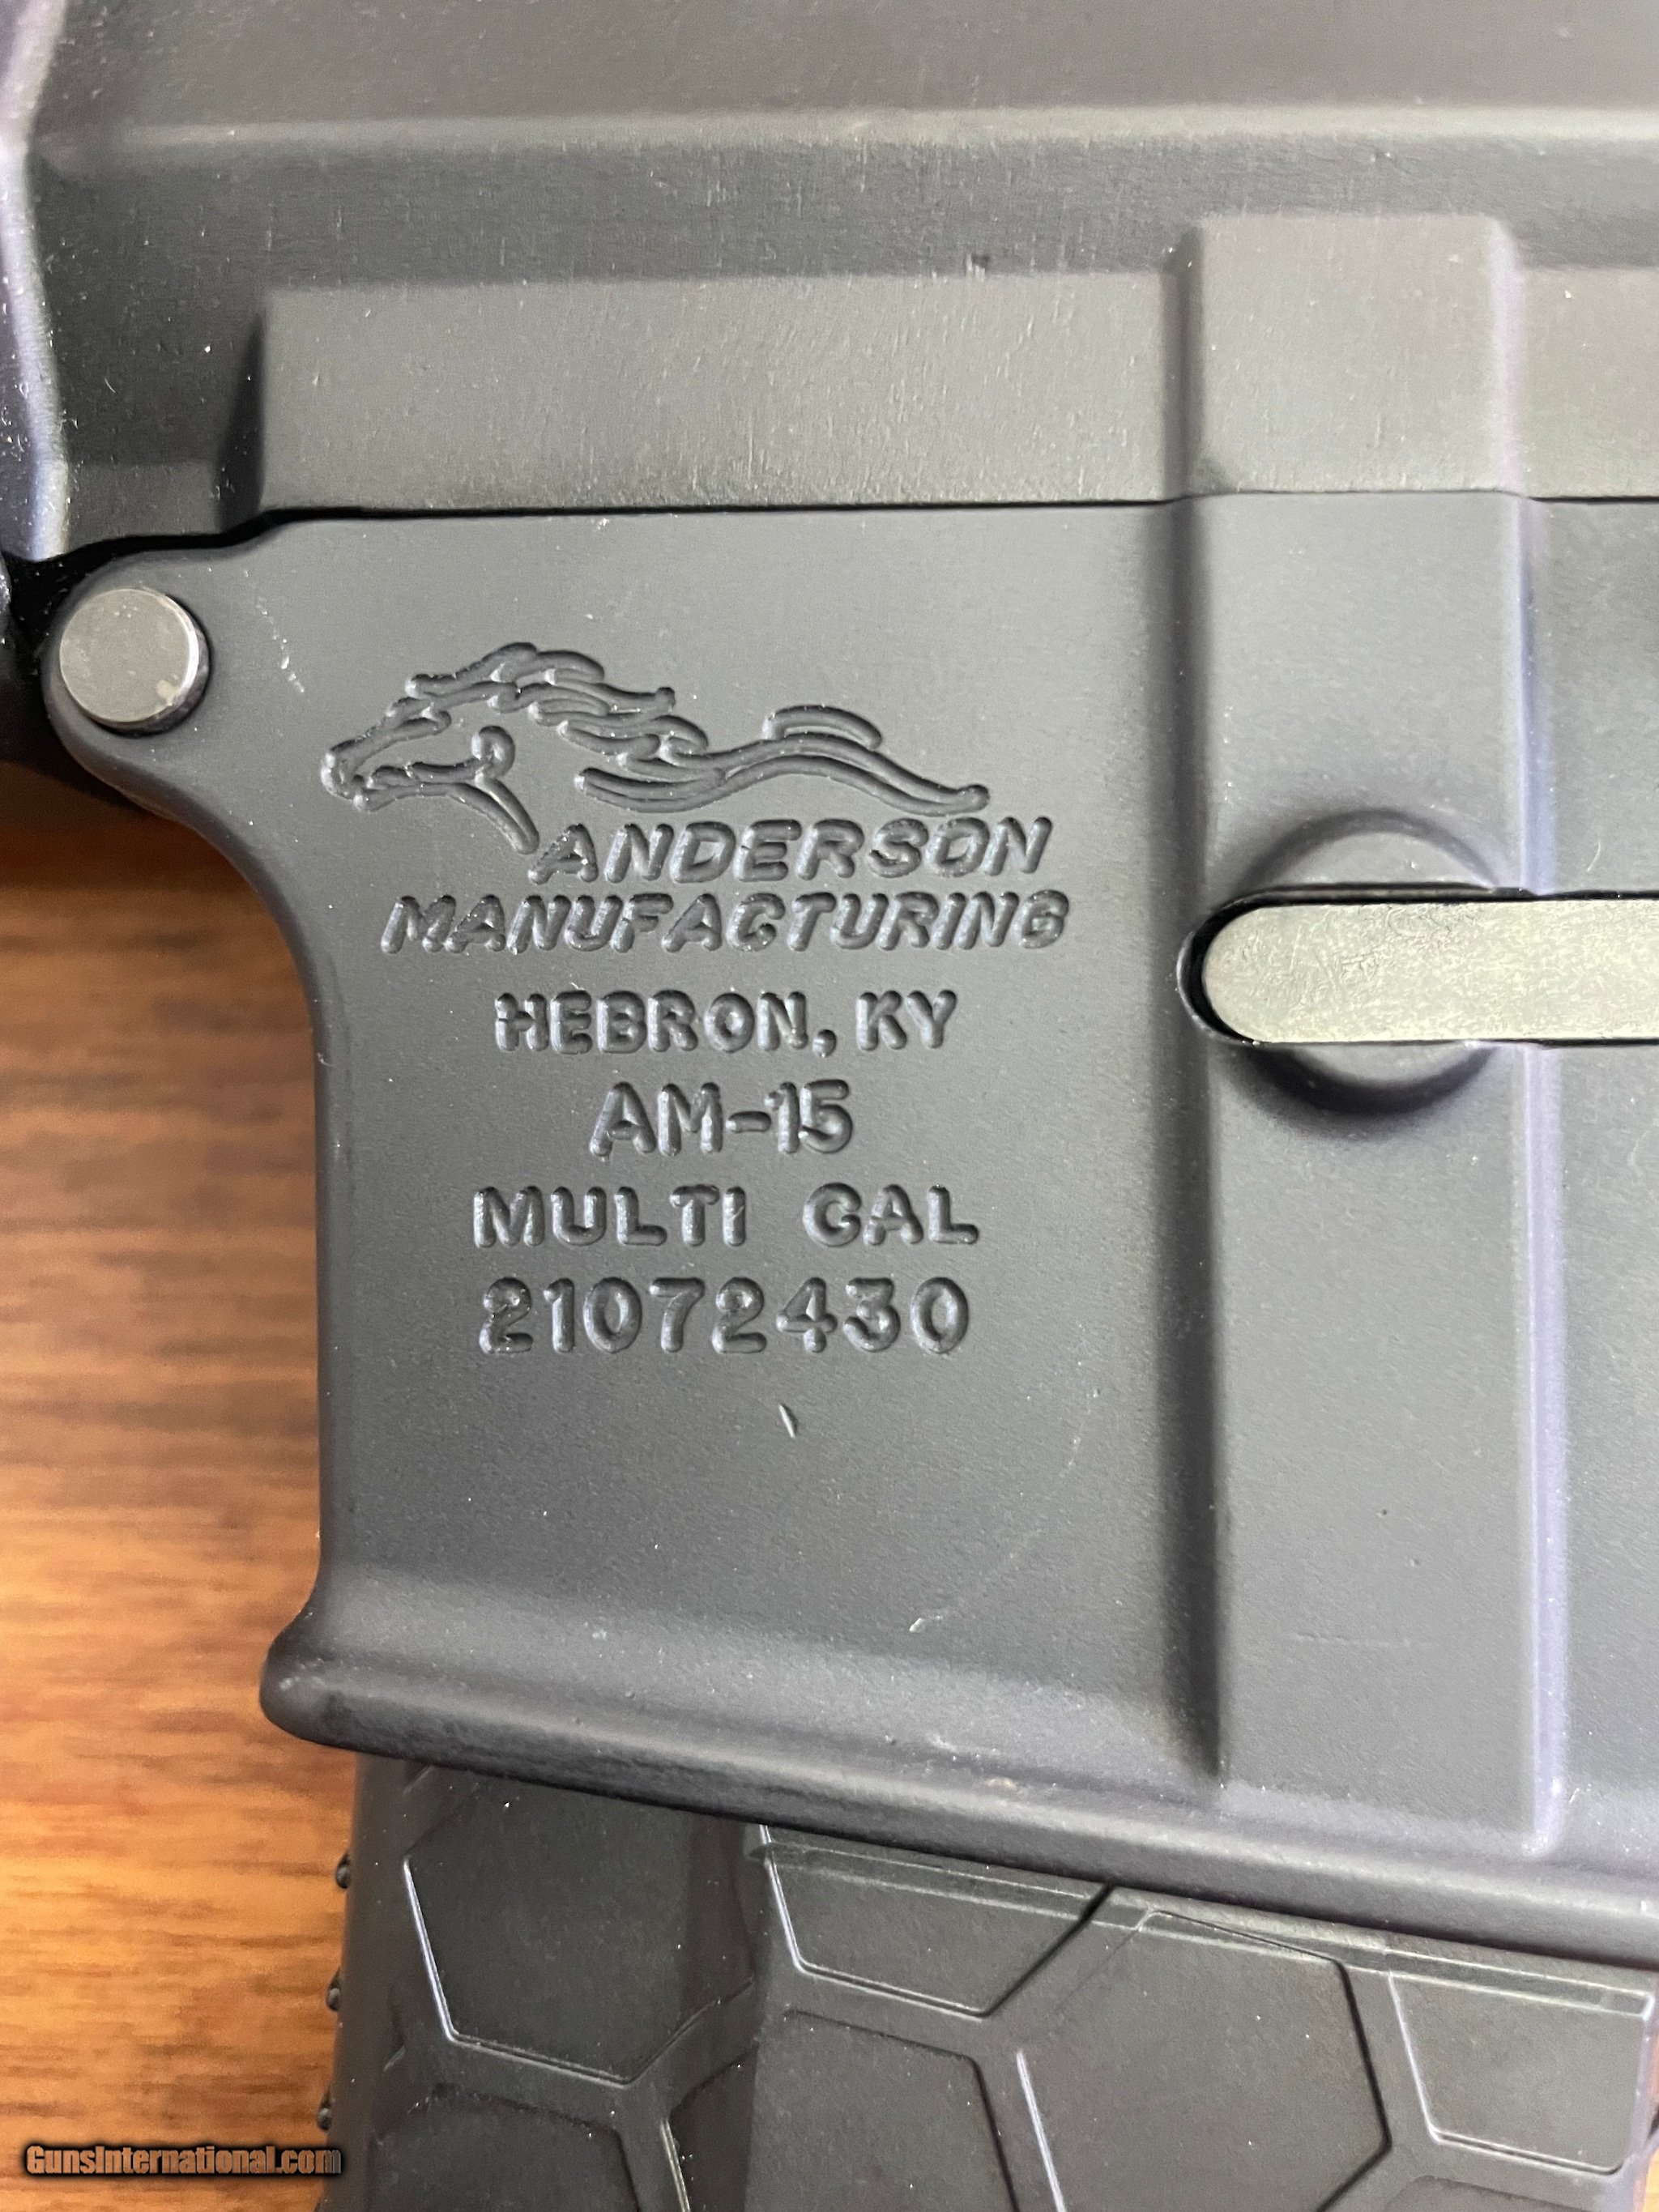 ANDERSON
MANUFACTURING
HEBRON, KY
AM-15
MULTI CAL
21072430
GunsInternational.com